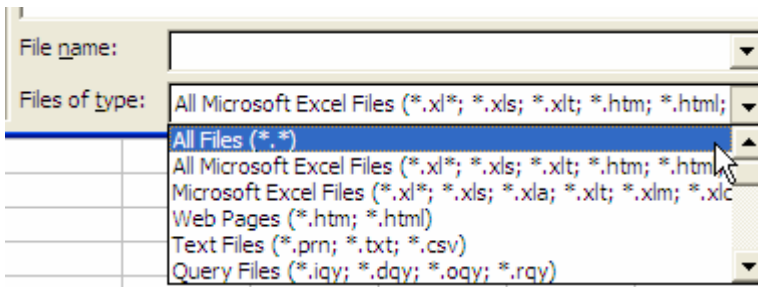 File name:
Files of type: All Microsoft Excel Files (*.xl*; *.xls; *.xlt; *.htm; *.html;
All Files (*.*)
All Microsoft Excel Files (*.xl*; *.xls; *.xlt; *.htm; *.html
Microsoft Excel Files (*.xl*; *.xls; *.xla; *.xlt; *.xlm; *.xlc
Web Pages (*.htm; *.html)
Text Files (*.prn; *.txt; *.csv)
Query Files (*.iqy; *.dqy; *.oqy; *.rqy)